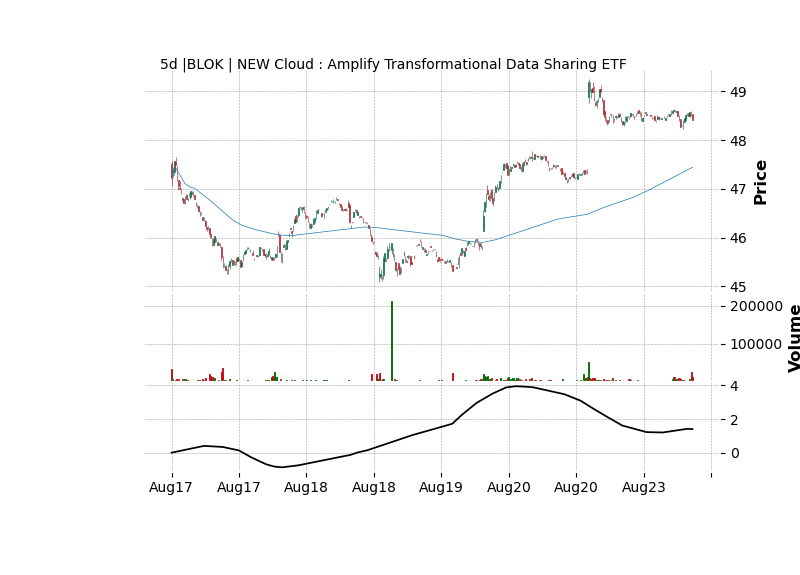 5d |BLOK | NEW Cloud : Amplify Transformational Data Sharing ETF
49
48
47
46
45
Price
200000
100000
Volume
4
2
0
Aug17 Aug17 Aug18 Aug18 Aug19 Aug20 Aug20 Aug23